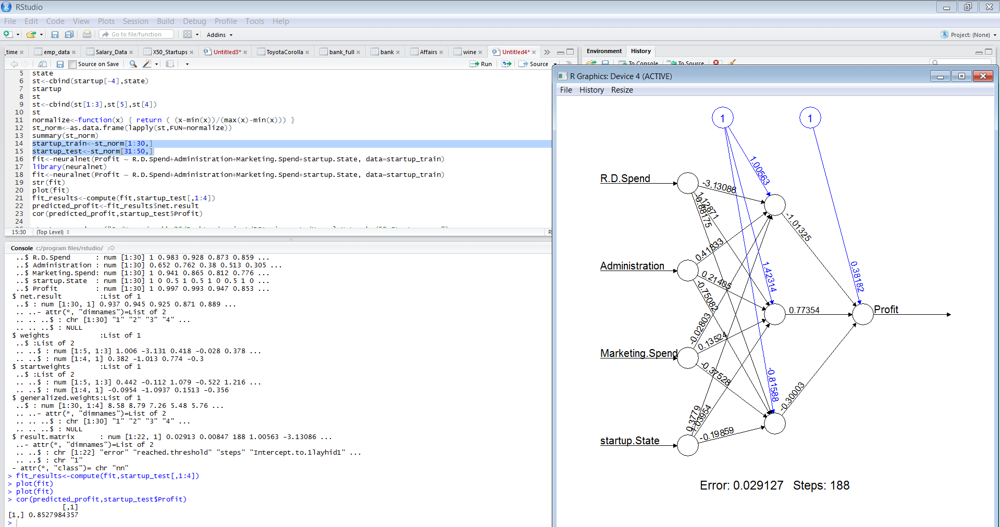 RStudio
File Edit Code View Plots Session Build Debug Profile Tools Help
Go to file/function Addins Project: (None)
_time emp_data Salary_Data X50_Startups Untitled3* ToyotaCorolla bank_full bank Affairs wine Untitled4*
Source on Save Run Source
5 state
6 st<-cbind(startup[-4],state)
7 startup
8 st
9 st<-cbind(st[1:3],st[5],st[4])
10 st
11 normalize<-function(x) { return ( (x-min(x))/(max(x)-min(x))) }
12 st_norm<-as.data.frame(lapply(st,FUN=normalize))
13 summary(st_norm)
14 startup_train<-st_norm[1:30,]
15 startup_test<-st_norm[31:50,]
16 fit<-neuralnet(Profit ~ R.D.Spend+Administration+Marketing.Spend+startup.State, data=startup_train)
17 library(neuralnet)
18 fit<-neuralnet(Profit ~ R.D.Spend+Administration+Marketing.Spend+startup.State, data=startup_train)
19 str(fit)
20 plot(fit)
21 fit_results<-compute(fit,startup_test[,1:4])
22 predicted_profit<-fit_results$net.result
23 cor(predicted_profit,startup_test$Profit)
24
15:30 (Top Level) R
Console c:/program files/rstudio/
..$ R.D.Spend : num [1:30] 1 0.983 0.928 0.873 0.859 ...
..$ Administration : num [1:30] 0.652 0.762 0.38 0.513 0.305 ...
..$ Marketing.Spend: num [1:30] 1 0.941 0.865 0.812 0.776 ...
..$ startup.State : num [1:30] 1 0 0.5 1 0.5 1 0 0.5 1 0 ...
..$ Profit : num [1:30] 1 0.997 0.993 0.947 0.853 ...
$ net.result :List of 1
..$ : num [1:30, 1] 0.937 0.945 0.925 0.871 0.889 ...
.. ..- attr(*, "dimnames")=List of 2
.. .. ..$ : chr [1:30] "1" "2" "3" "4" ...
.. .. ..$ : NULL
$ weights :List of 1
..$ :List of 2
.. ..$ : num [1:5, 1:3] 1.006 -3.131 0.418 -0.028 0.378 ...
.. ..$ : num [1:4, 1] 0.382 -1.013 0.774 -0.3
$ startweights :List of 1
..$ :List of 2
.. ..$ : num [1:5, 1:3] 0.442 -0.112 1.079 -0.522 1.216 ...
.. ..$ : num [1:4, 1] -0.0954 -1.0937 0.1513 -0.356
$ generalized.weights:List of 1
..$ : num [1:30, 1:4] 8.58 8.79 7.26 5.48 5.76 ...
.. ..- attr(*, "dimnames")=List of 2
.. .. ..$ : chr [1:30] "1" "2" "3" "4" ...
.. .. ..$ : NULL
$ result.matrix : num [1:22, 1] 0.02913 0.00847 188 1.00563 -3.13086 ...
..- attr(*, "dimnames")=List of 2
.. ..$ : chr [1:22] "error" "reached.threshold" "steps" "Intercept.to.1layhid1" ...
.. ..$ : chr "1"
- attr(*, "class")= chr "nn"
> fit_results<-compute(fit,startup_test[,1:4])
> plot(fit)
> plot(fit)
> cor(predicted_profit,startup_test$Profit)
[,1]
[1,] 0.8527984357
>
Environment History
To Console To Source
R Graphics: Device 4 (ACTIVE)
File History Resize
1 1
1.00563
R.D.Spend
-3.13086
1.12871
-0.88175
-1.01325
0.41833
Administration
0.21405
1.42314
0.38182
-0.75082
0.77354
Profit
-0.02803
0.13524
Marketing.Spend
-0.37528
-0.81588
-0.30003
0.3779
1.03954
-0.19859
startup.State
Error: 0.029127 Steps: 188